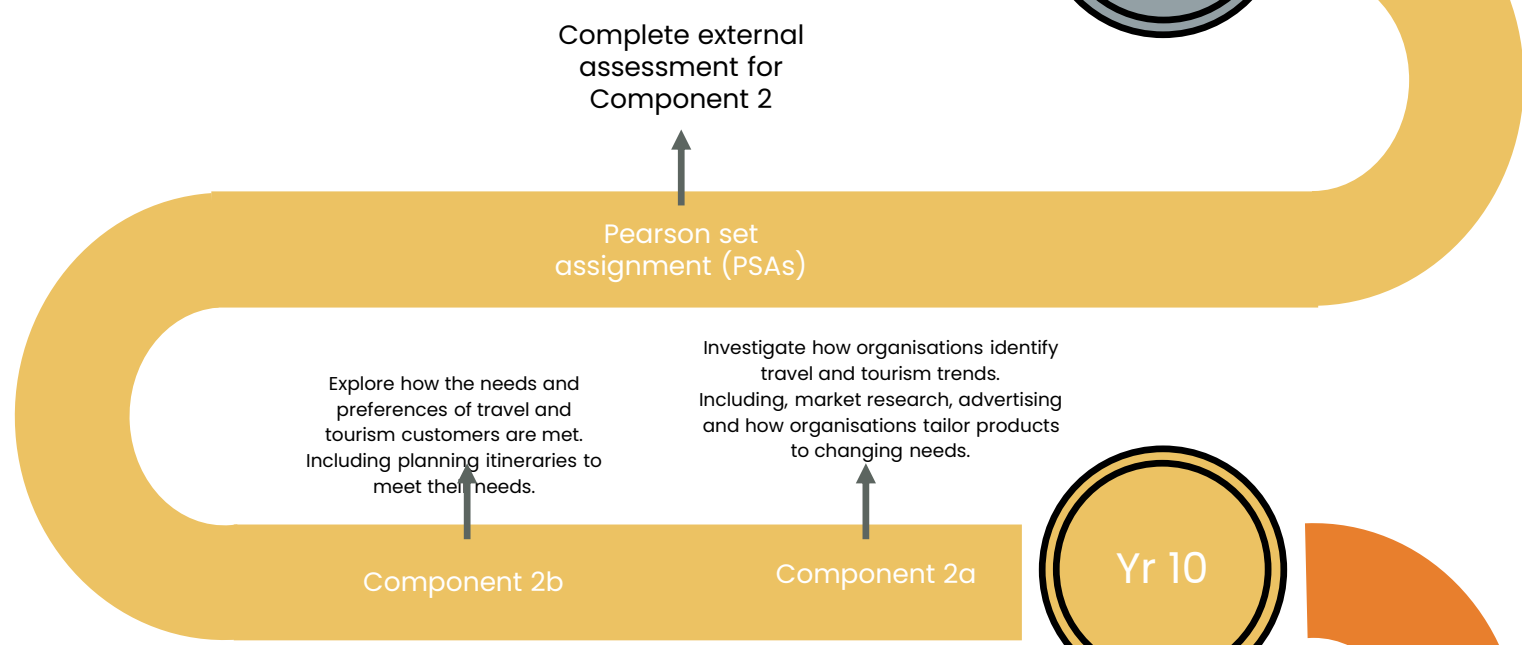 Complete external
assessment for
Component 2
Pearson set
assignment (PSAs)
Explore how the needs and
preferences of travel and
tourism customers are met.
Including planning itineraries to
meet their needs.
Investigate how organisations identify
travel and tourism trends.
Including, market research, advertising
and how organisations tailor products
to changing needs.
Component 2b
Component 2a
Yr 10